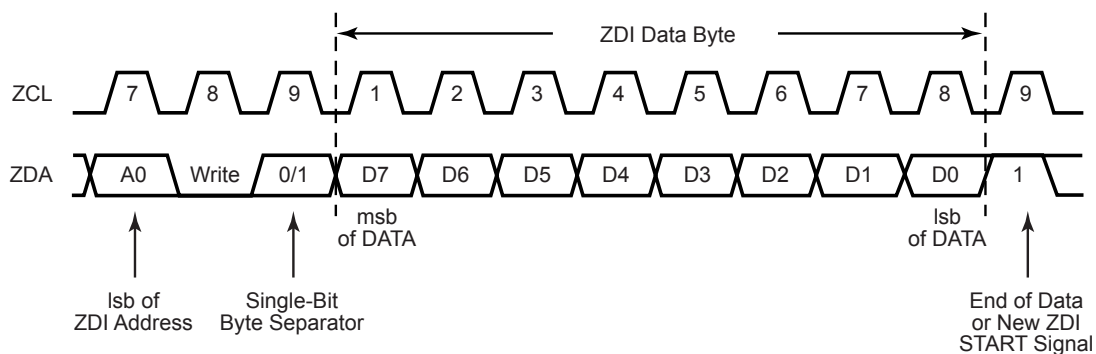 ZDI Data Byte
ZCL 7 8 9 1 2 3 4 5 6 7 8 9
ZDA A0 Write 0/1 D7 D6 D5 D4 D3 D2 D1 D0 1
msb
of DATA
lsb
of DATA
lsb of
ZDI Address
Single-Bit
Byte Separator
End of Data
or New ZDI
START Signal